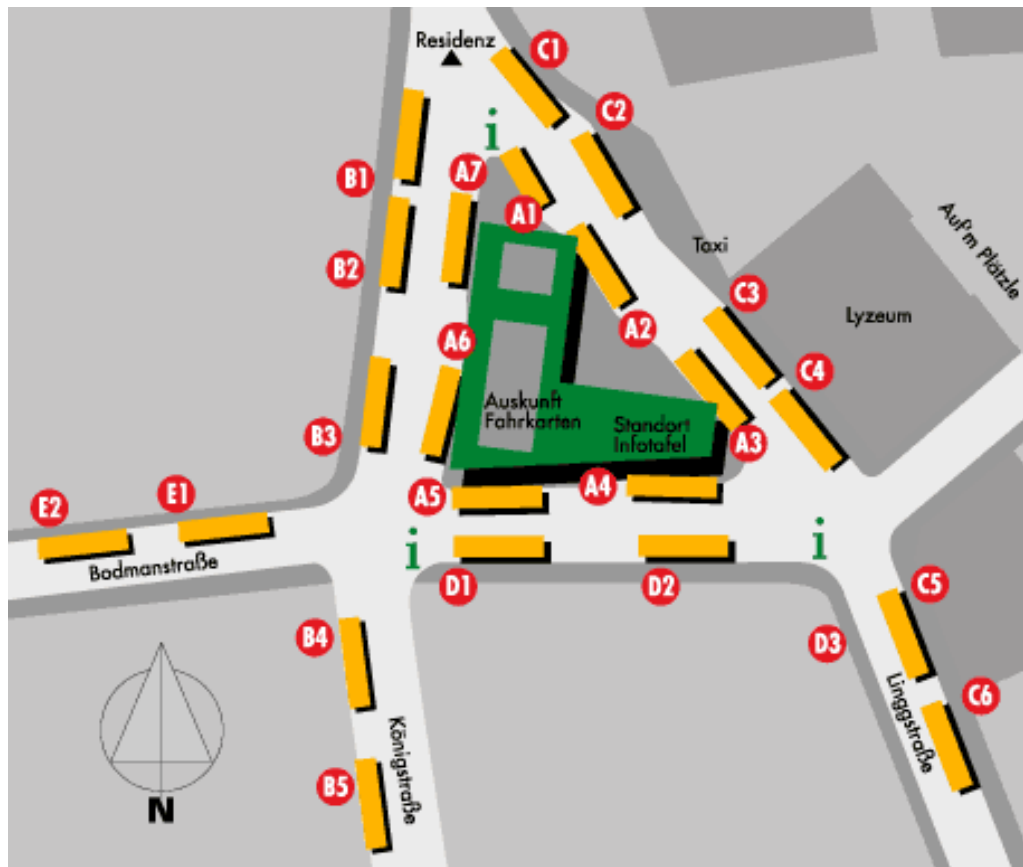 Residenz
C1
C2
i
A7
B1
A1
Taxi
Auf'm Plätzle
B2
C3
A2
Lyzeum
A6
C4
Auskunft
Fahrkarten
Standort
Infotafel
B3
A3
E2
E1
A5
A4
i
i
Bodmanstraße
D1
D2
C5
B4
D3
C6
Linggstraße
Königstraße
B5
N